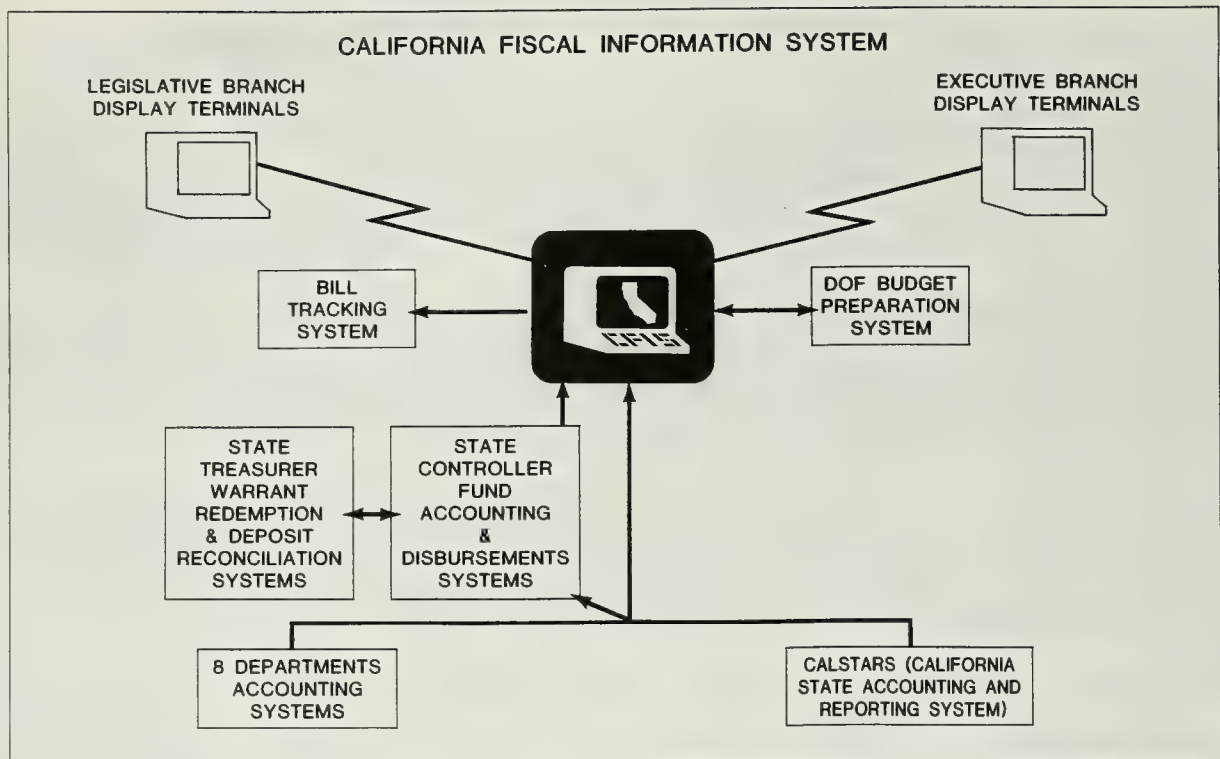 CALIFORNIA FISCAL INFORMATION SYSTEM
LEGISLATIVE BRANCH
DISPLAY TERMINALS
EXECUTIVE BRANCH
DISPLAY TERMINALS
BILL
TRACKING
SYSTEM
CFIS
DOF BUDGET
PREPARATION
SYSTEM
STATE
TREASURER
WARRANT
REDEMPTION
& DEPOSIT
RECONCILIATION
SYSTEMS
STATE
CONTROLLER
FUND
ACCOUNTING
&
DISBURSEMENTS
SYSTEMS
8 DEPARTMENTS
ACCOUNTING
SYSTEMS
CALSTARS (CALIFORNIA
STATE ACCOUNTING AND
REPORTING SYSTEM)